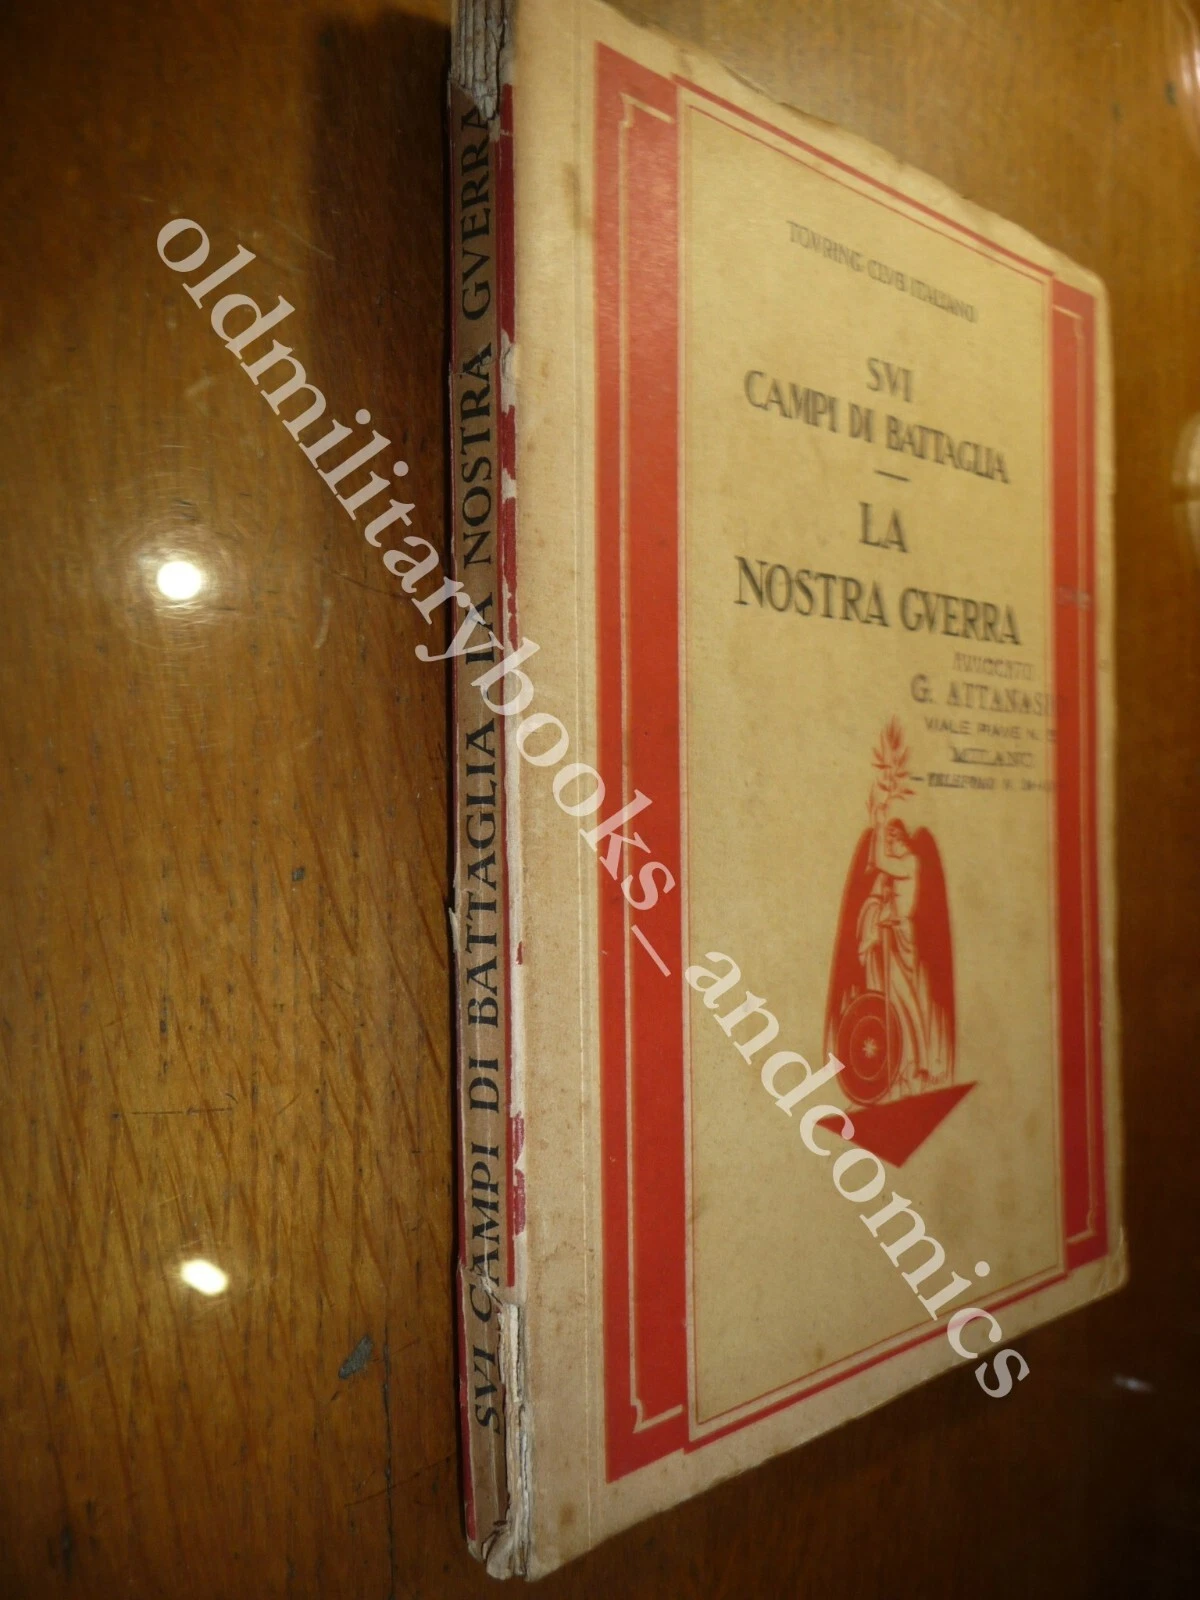 TOVRING CLVB ITALIANO
SVI
CAMPI DI BATTAGLIA
LA
NOSTRA GVERRA
AVVOCATO
G. ATTANASI
VIALE PIAVE N.
MILANO
SVI CAMPI DI BATTAGLIA LA NOSTRA GVERRA
oldmilitarybooks_andcomics